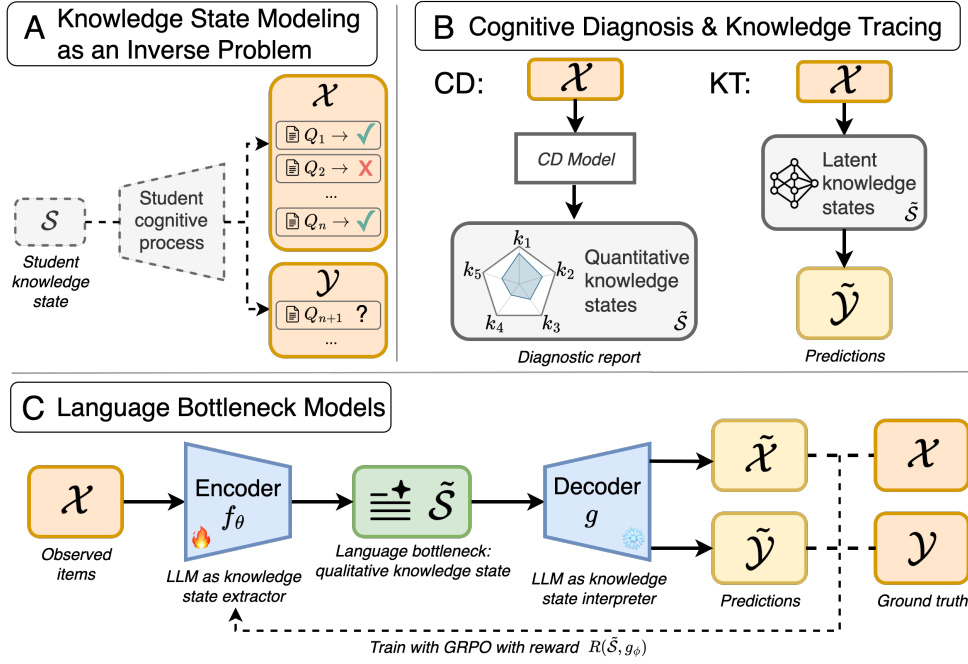 A Knowledge State Modeling
as an Inverse Problem
𝒮
Student
knowledge
state
Student
cognitive
process
𝒳
Q₁ → ✓
Q₂ → X
...
Qₙ → ✓
𝒴
Qₙ₊₁ ?
...
B Cognitive Diagnosis & Knowledge Tracing
CD:
𝒳
CD Model
k₁
k₂
k₃
k₄
k₅
Quantitative
knowledge
states
𝒮̃
Diagnostic report
KT:
𝒳
Latent
knowledge
states
𝒮̃
𝒴̃
Predictions
C Language Bottleneck Models
𝒳
Observed
items
Encoder
f_θ
LLM as knowledge
state extractor
𝒮̃
Language bottleneck:
qualitative knowledge state
Decoder
g
LLM as knowledge
state interpreter
𝒳̃
𝒴̃
Predictions
𝒳
𝒴
Ground truth
Train with GRPO with reward R(𝒮̃, g_ϕ)